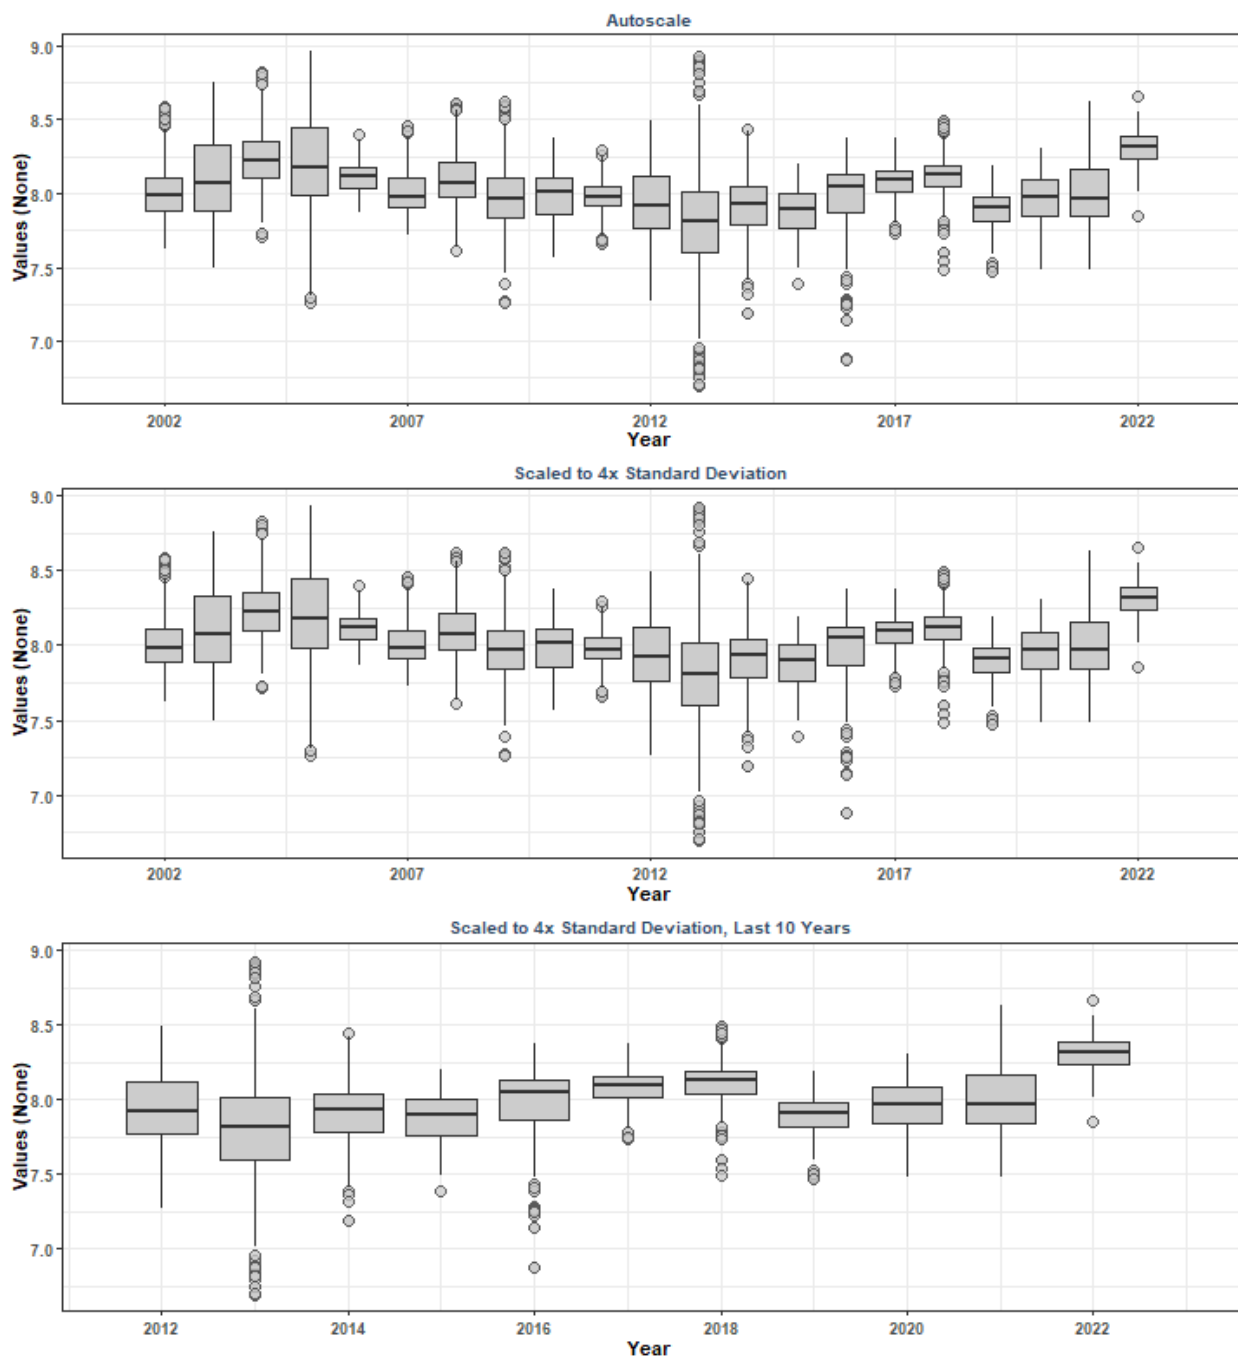 Autoscale
9.0
8.5
8.0
7.5
7.0
Values (None)
2002 2007 2012 2017 2022
Year
Scaled to 4x Standard Deviation
9.0
8.5
8.0
7.5
7.0
Values (None)
2002 2007 2012 2017 2022
Year
Scaled to 4x Standard Deviation, Last 10 Years
9.0
8.5
8.0
7.5
7.0
Values (None)
2012 2014 2016 2018 2020 2022
Year